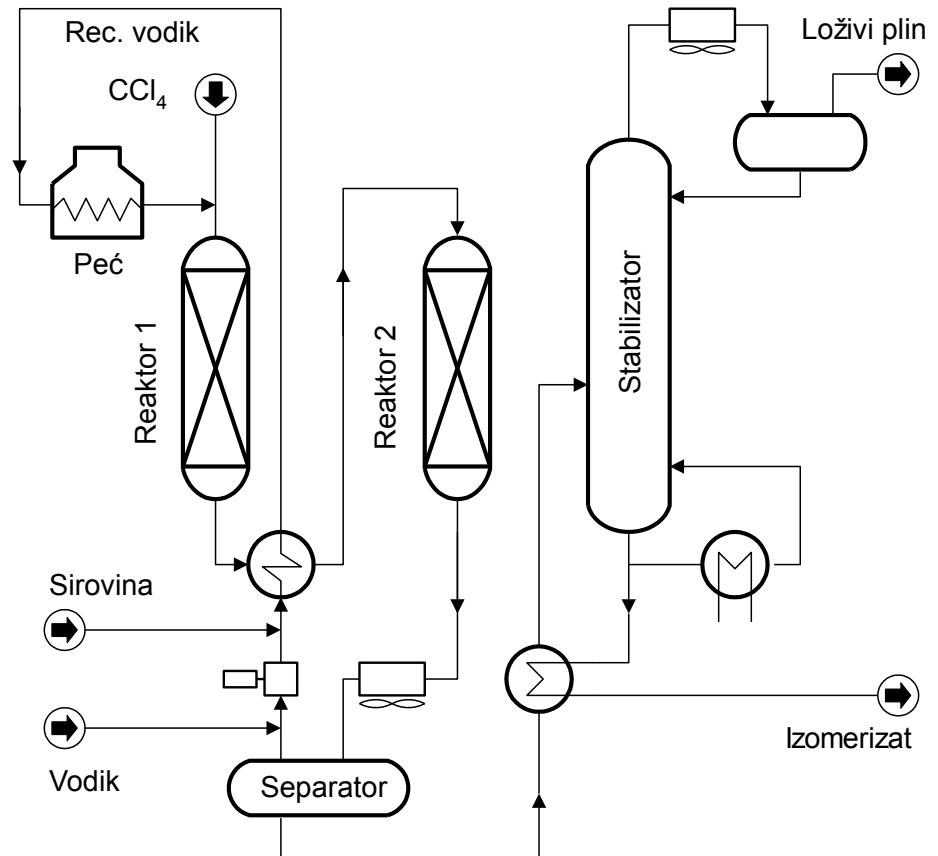 Rec. vodik
Loživi plin
CCl₄
Peć
Reaktor 1
Reaktor 2
Stabilizator
Sirovina
Vodik
Separator
Izomerizat